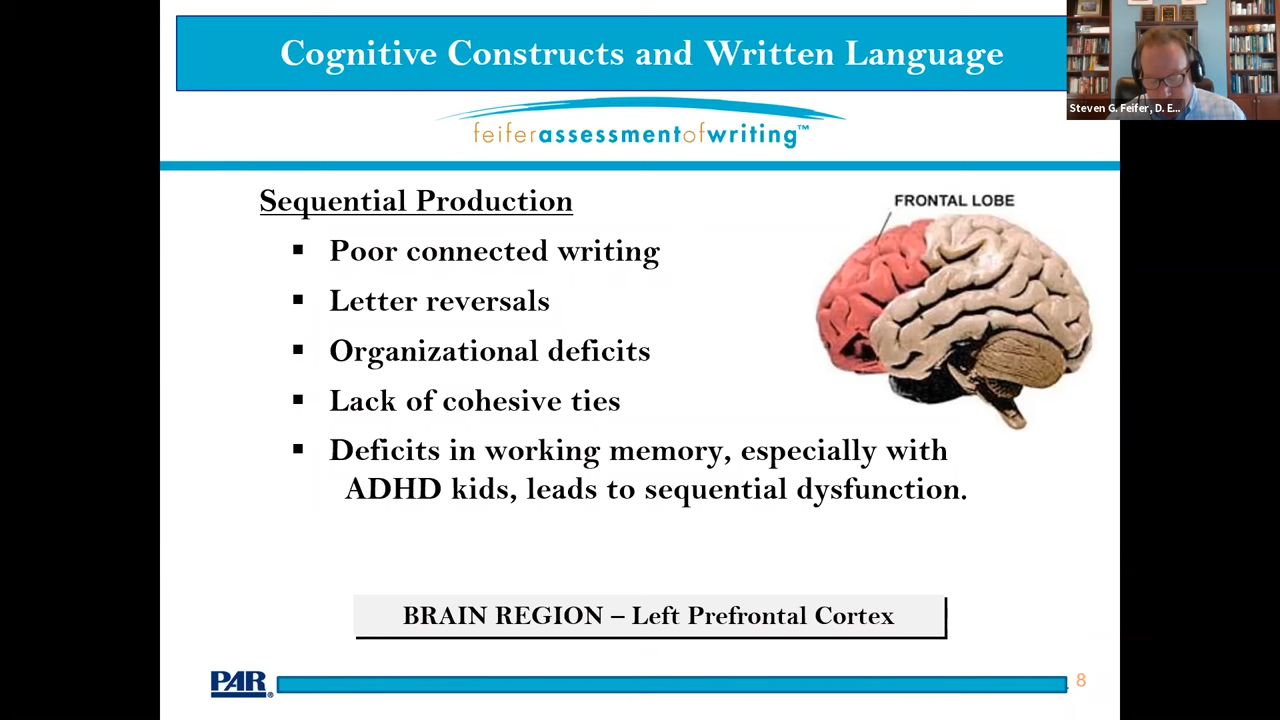 Cognitive Constructs and Written Language
Steven G. Feifer, D. E...
feiferassessmentofwriting™
Sequential Production
FRONTAL LOBE
▪ Poor connected writing
▪ Letter reversals
▪ Organizational deficits
▪ Lack of cohesive ties
▪ Deficits in working memory, especially with
ADHD kids, leads to sequential dysfunction.
BRAIN REGION – Left Prefrontal Cortex
PAR®
8